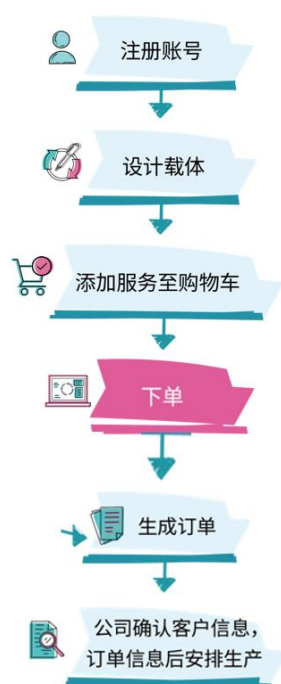 注册账号
设计载体
添加服务至购物车
下单
生成订单
公司确认客户信息，
订单信息后安排生产